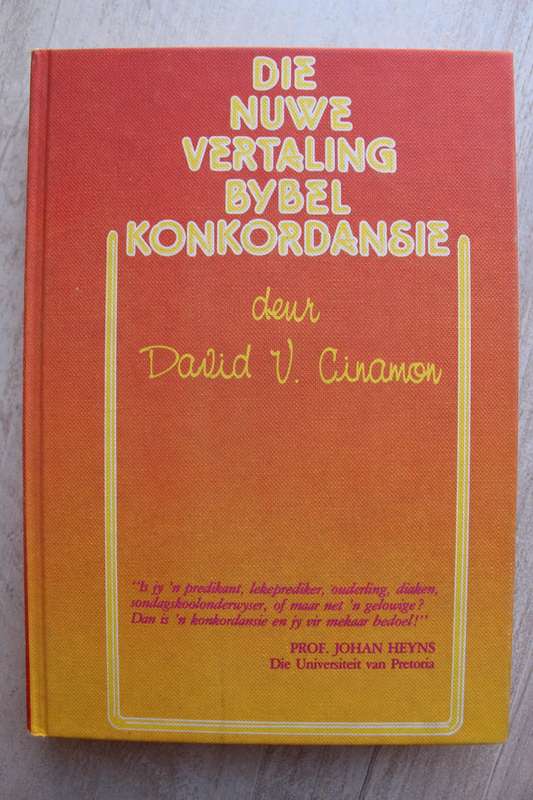 DIE
NUWE
VERTALING
BYBEL
KONKORDANSIE
deur
David V. Cinamon
"Is jy 'n predikant, lekeprediker, ouderling, diaken,
sondagskoolonderwyser, of maar net 'n gelowige?
Dan is 'n konkordansie en jy vir mekaar bedoel!"
PROF. JOHAN HEYNS
Die Universiteit van Pretoria